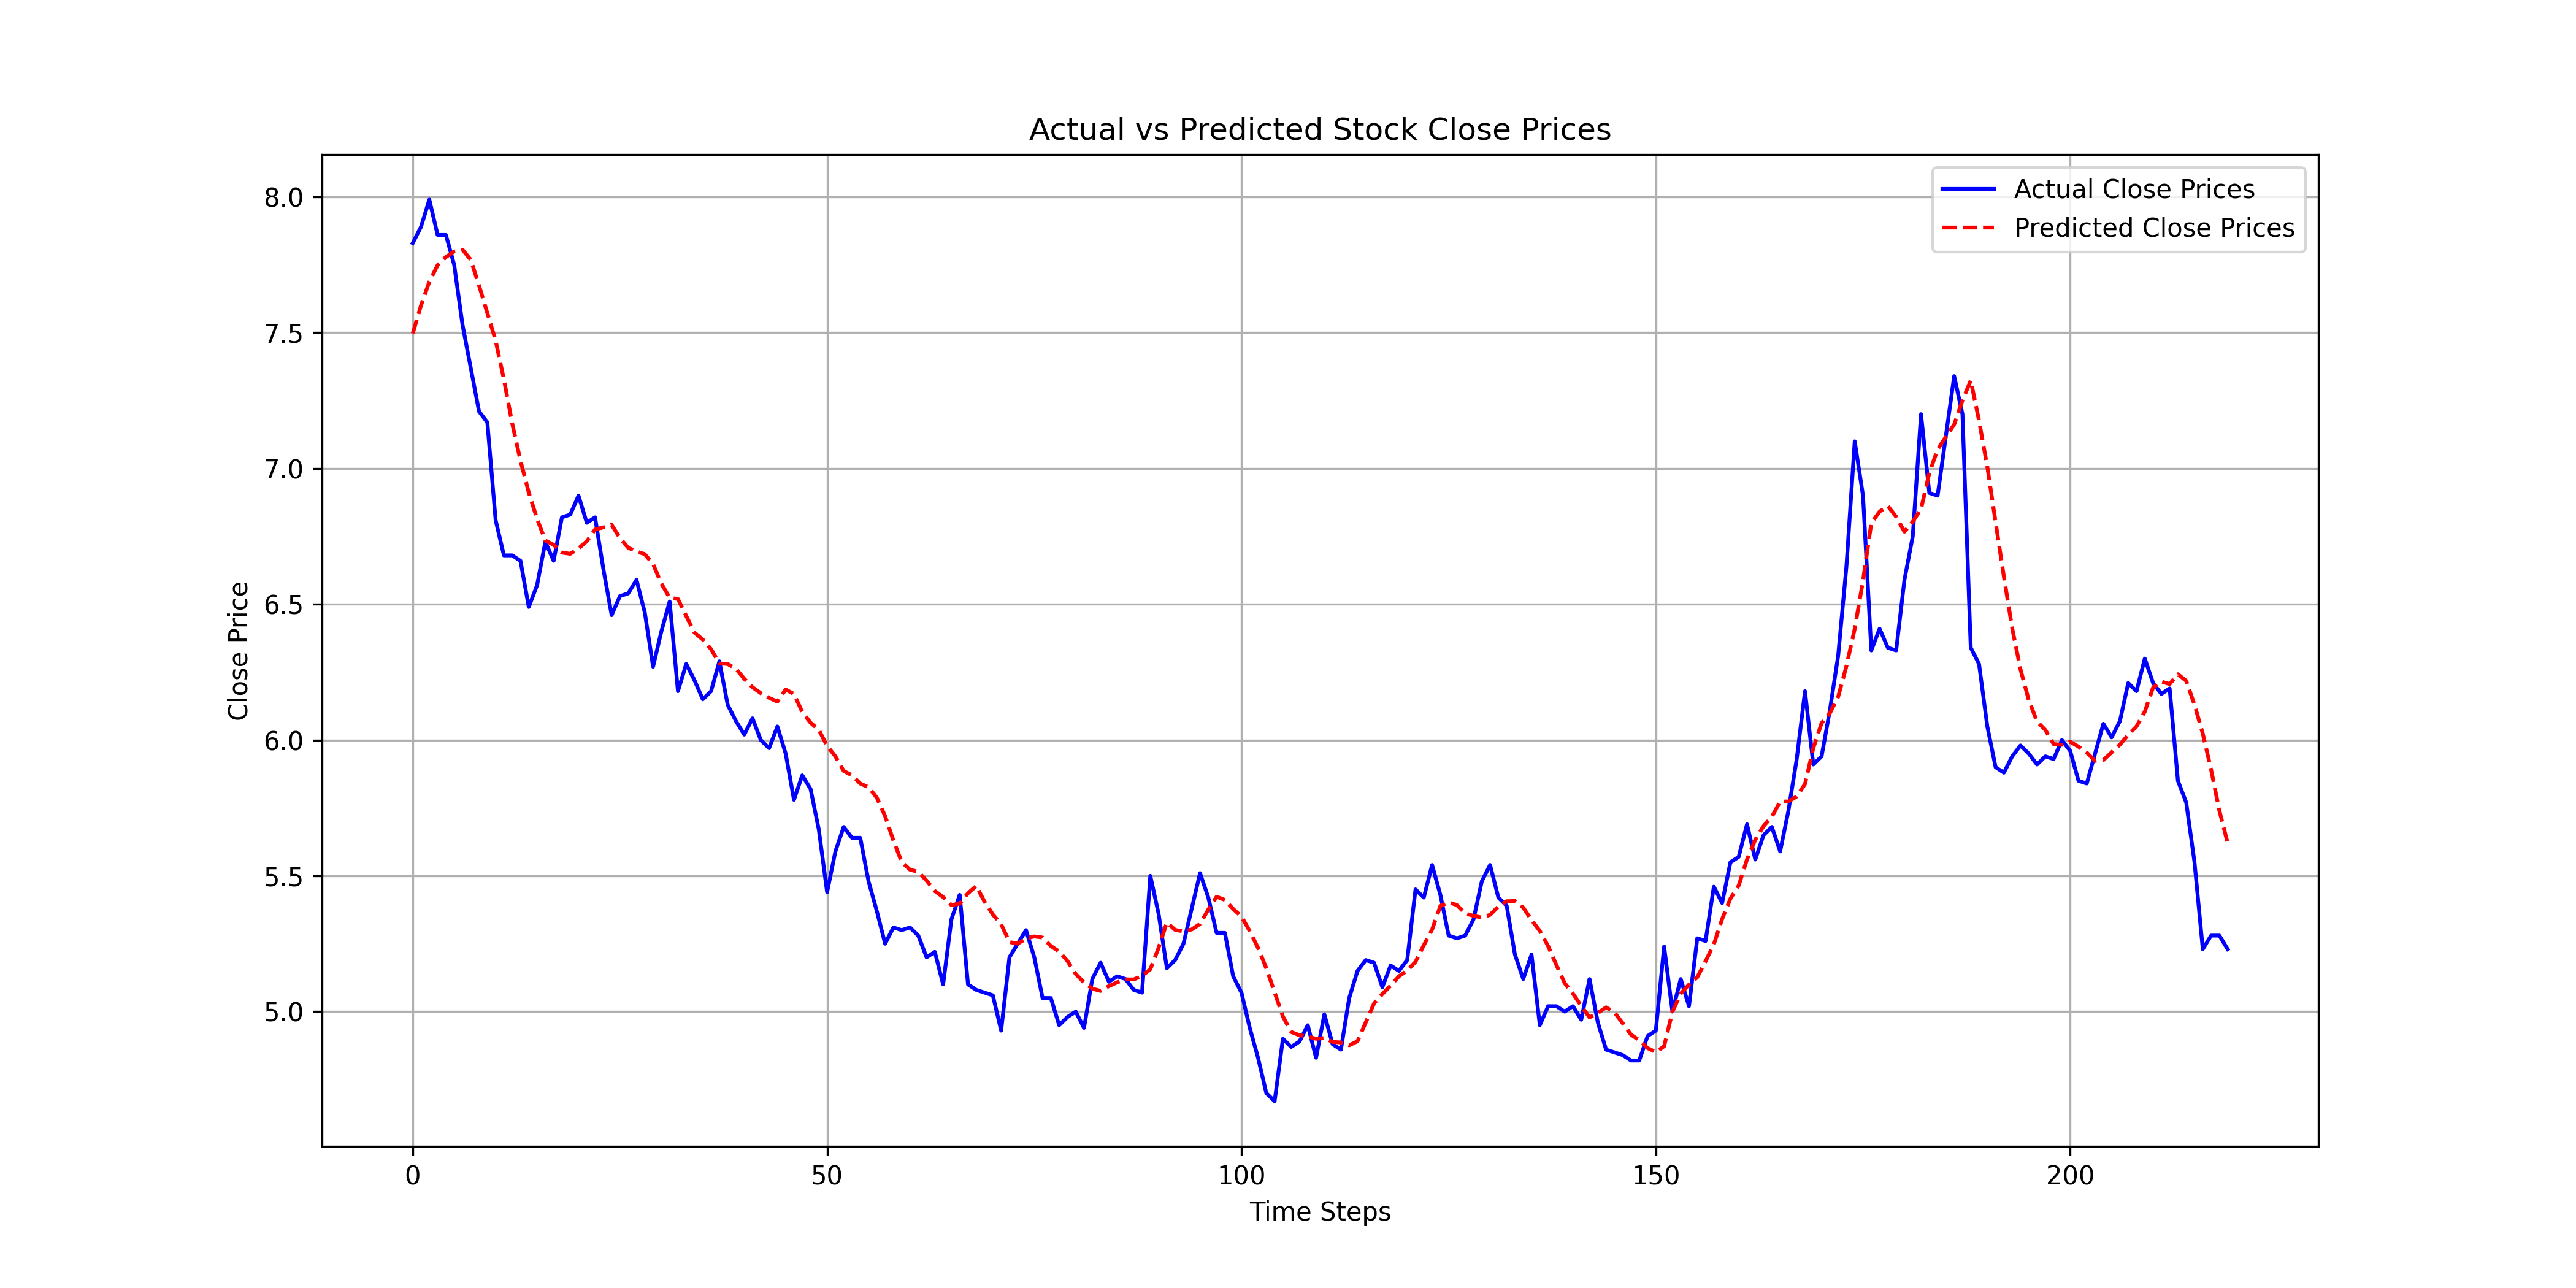 Actual vs Predicted Stock Close Prices
Actual Close Prices
Predicted Close Prices
Close Price
8.0
7.5
7.0
6.5
6.0
5.5
5.0
0 50 100 150 200
Time Steps